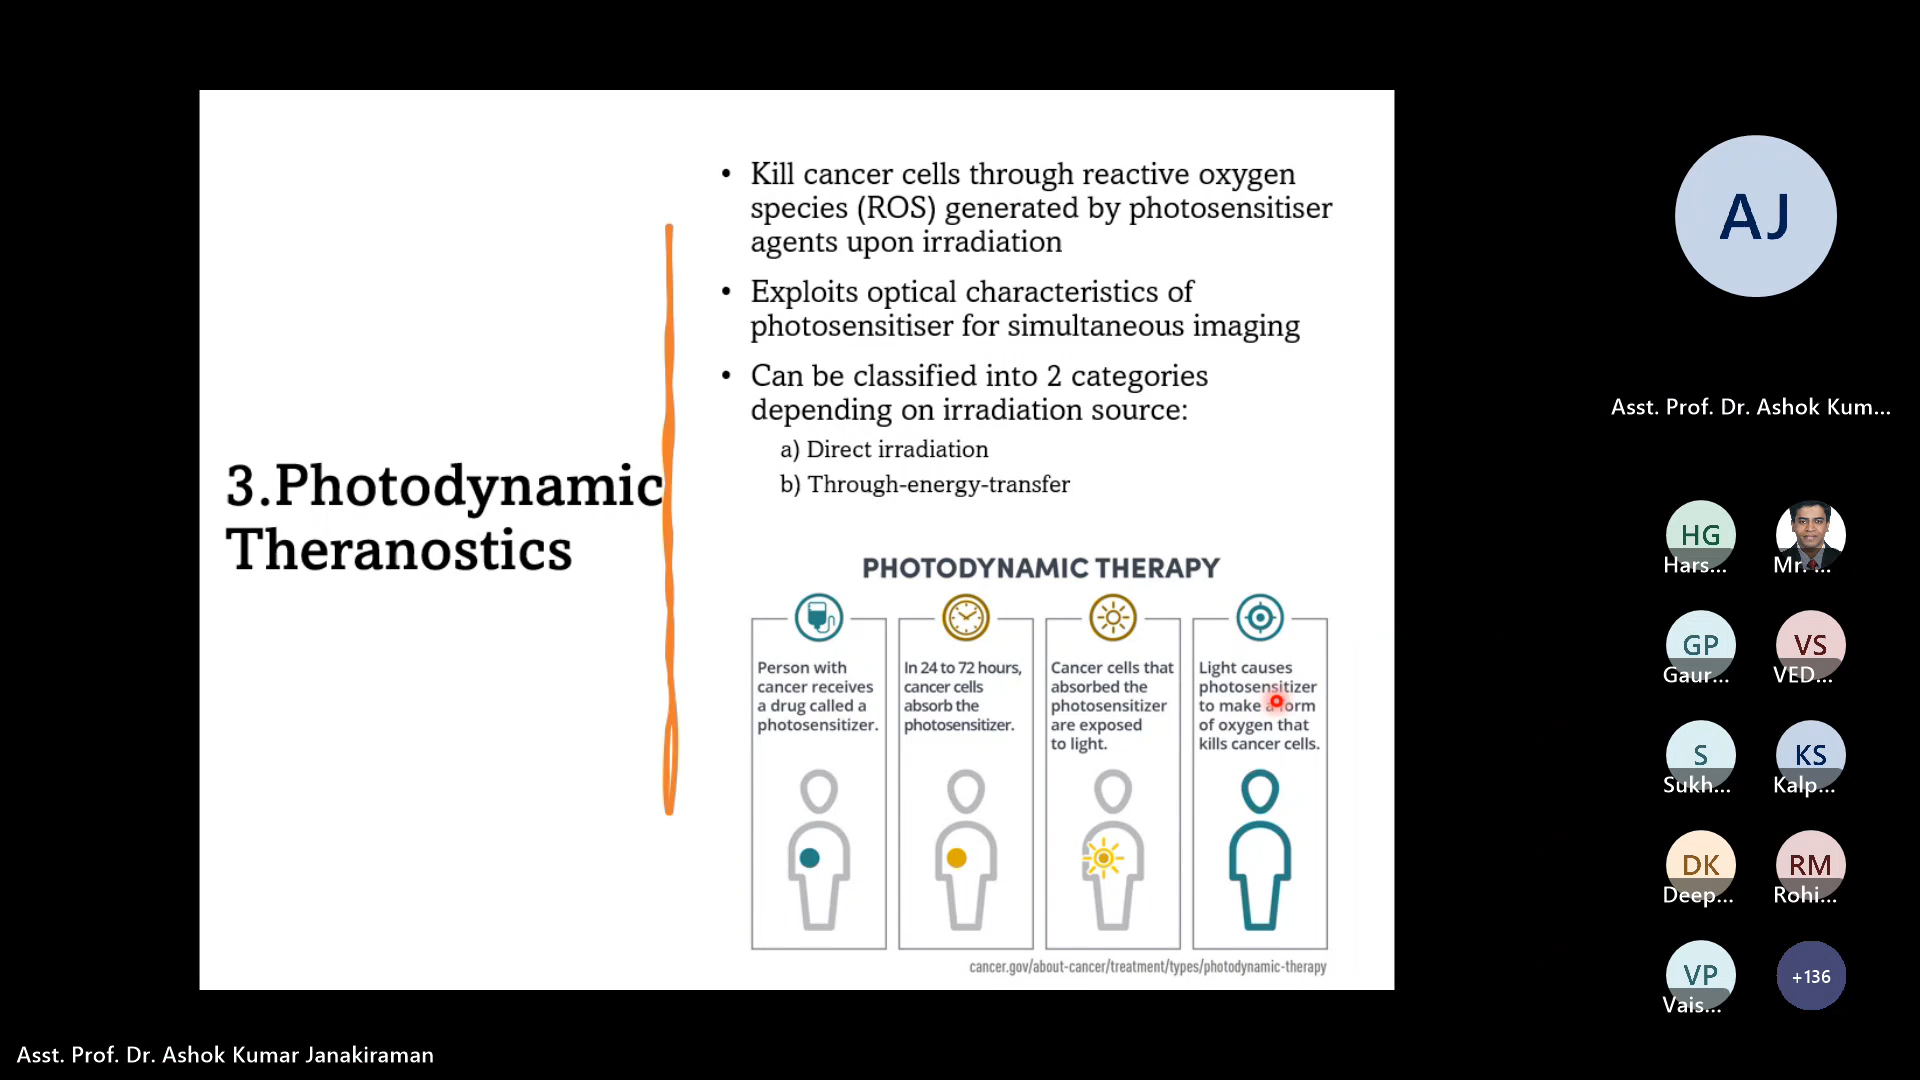 3.Photodynamic
Theranostics
• Kill cancer cells through reactive oxygen
species (ROS) generated by photosensitiser
agents upon irradiation
• Exploits optical characteristics of
photosensitiser for simultaneous imaging
• Can be classified into 2 categories
depending on irradiation source:
a) Direct irradiation
b) Through-energy-transfer
PHOTODYNAMIC THERAPY
Person with
cancer receives
a drug called a
photosensitizer.
In 24 to 72 hours,
cancer cells
absorb the
photosensitizer.
Cancer cells that
absorbed the
photosensitizer
are exposed
to light.
Light causes
photosensitizer
to make a form
of oxygen that
kills cancer cells.
cancer.gov/about-cancer/treatment/types/photodynamic-therapy
AJ
Asst. Prof. Dr. Ashok Kum...
HG
Hars...
Mr. ...
GP
Gaur...
VS
VED...
S
Sukh...
KS
Kalp...
DK
Deep...
RM
Rohi...
VP
Vais...
+136
Asst. Prof. Dr. Ashok Kumar Janakiraman